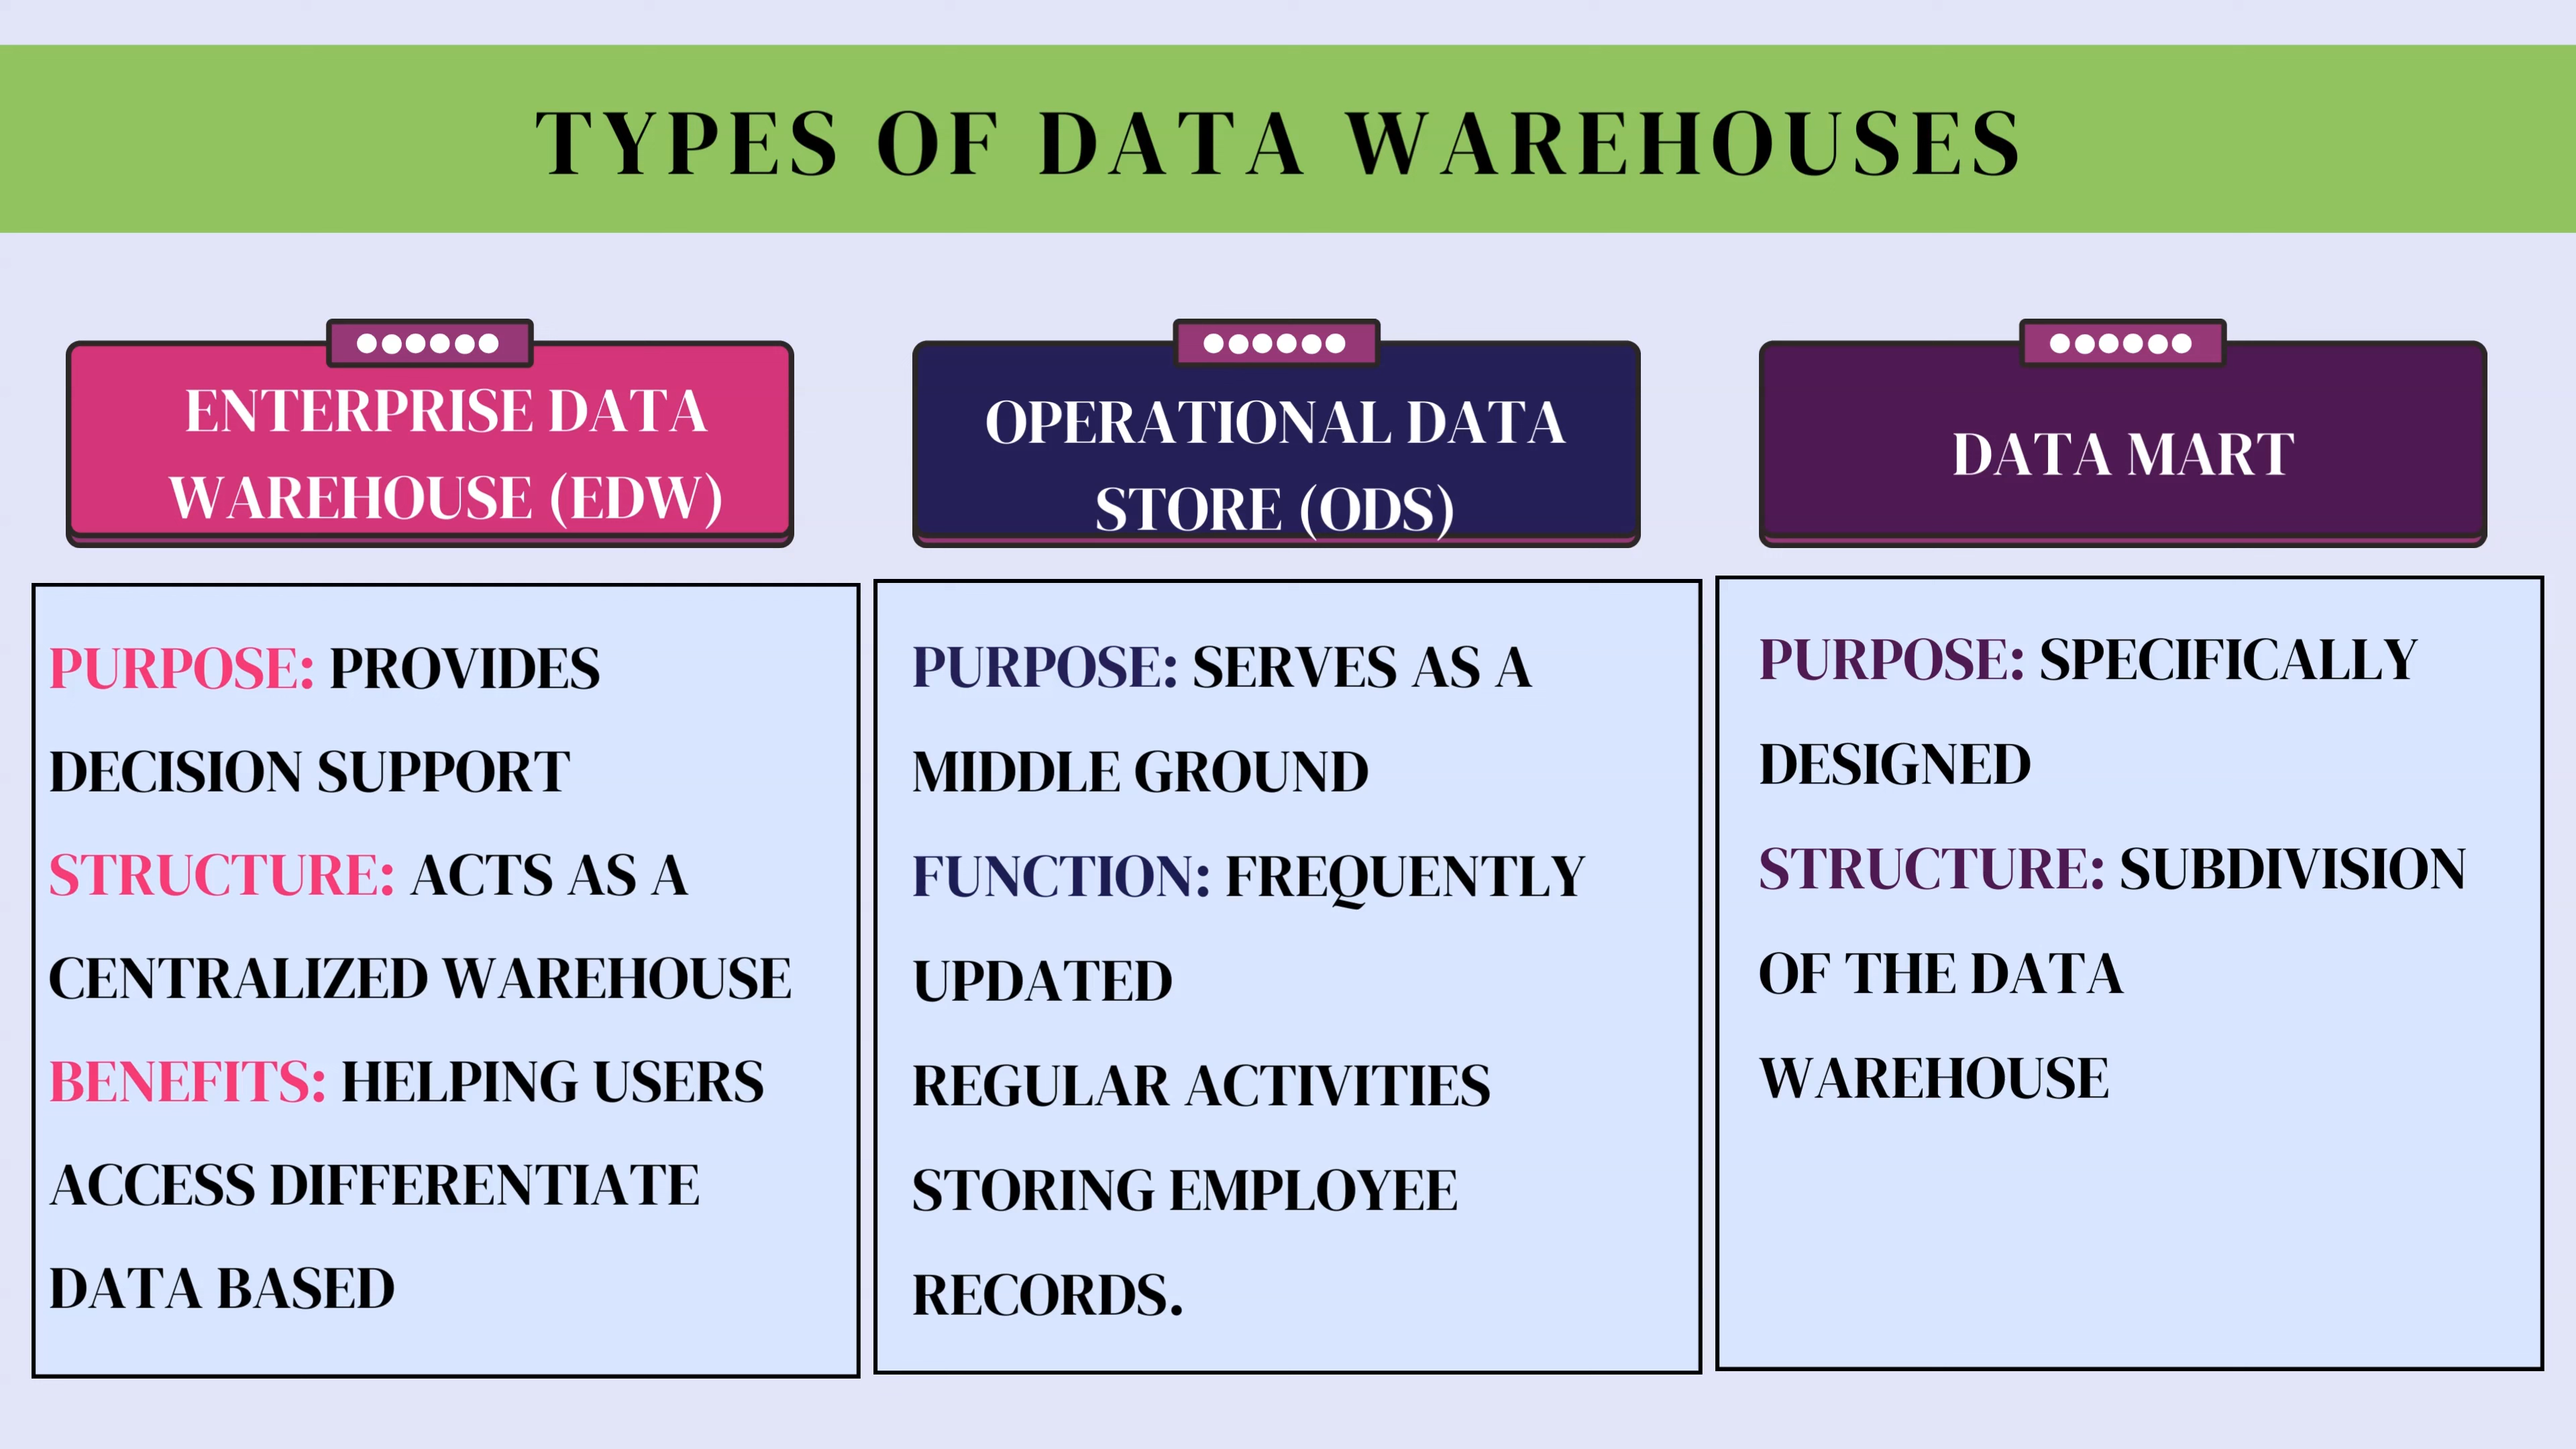 TYPES OF DATA WAREHOUSES
ENTERPRISE DATA
WAREHOUSE (EDW)
PURPOSE: PROVIDES
DECISION SUPPORT
STRUCTURE: ACTS AS A
CENTRALIZED WAREHOUSE
BENEFITS: HELPING USERS
ACCESS DIFFERENTIATE
DATA BASED
OPERATIONAL DATA
STORE (ODS)
PURPOSE: SERVES AS A
MIDDLE GROUND
FUNCTION: FREQUENTLY
UPDATED
REGULAR ACTIVITIES
STORING EMPLOYEE
RECORDS.
DATA MART
PURPOSE: SPECIFICALLY
DESIGNED
STRUCTURE: SUBDIVISION
OF THE DATA
WAREHOUSE